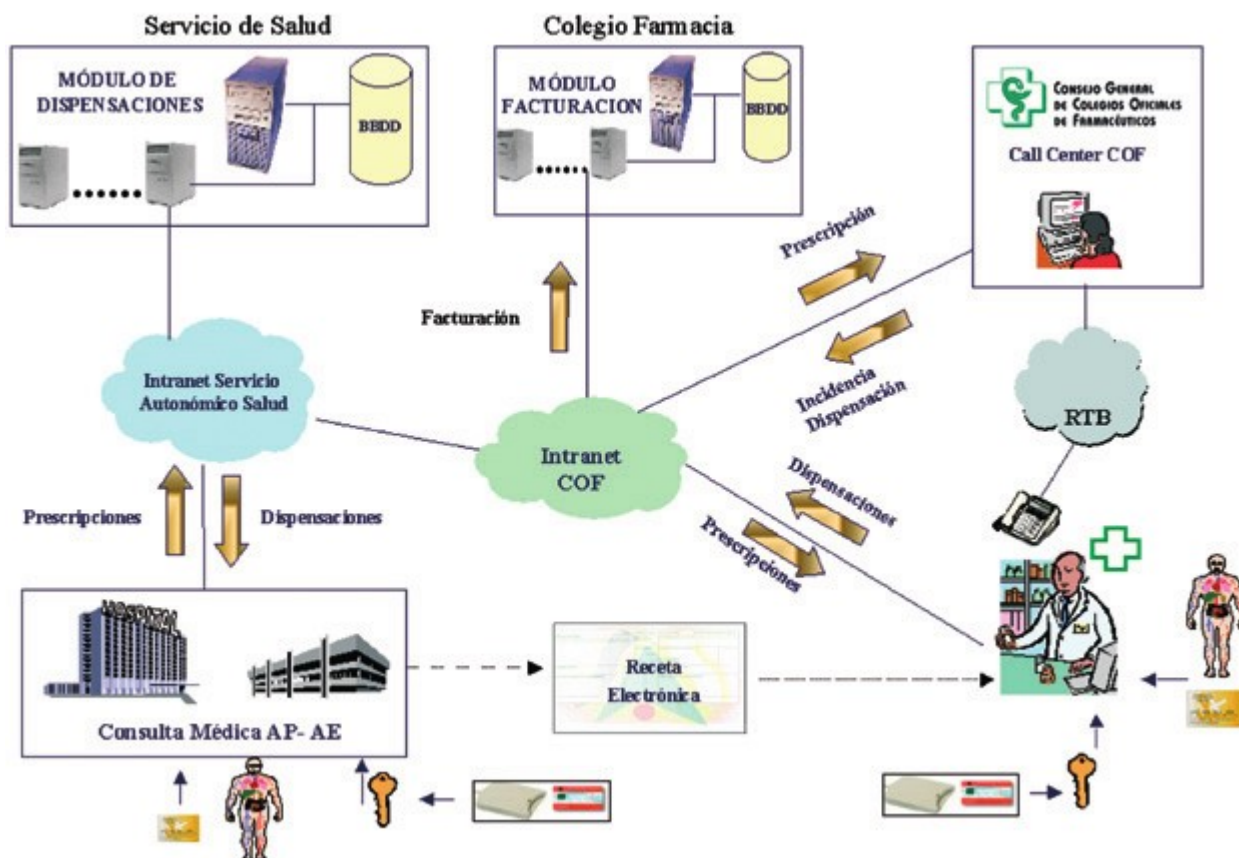 Servicio de Salud
MÓDULO DE
DISPENSACIONES
BBDD
Colegio Farmacia
MÓDULO
FACTURACION
BBDD
CONSEJO GENERAL
DE COLEGIOS OFICIALES
DE FARMACÉUTICOS
Call Center COF
Prescripción
Facturación
Incidencia
Dispensación
Intranet Servicio
Autonómico Salud
RTB
Intranet
COF
Dispensaciones
Prescripciones
Prescripciones
Dispensaciones
HOSPITAL
Consulta Médica AP- AE
Receta
Electrónica